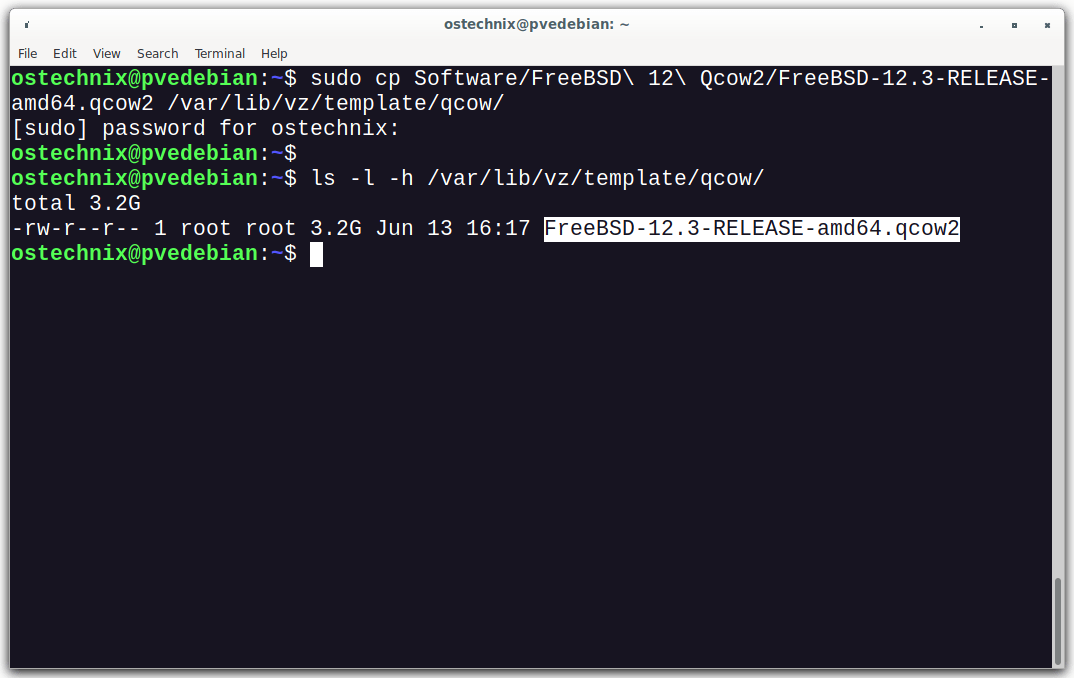 ostechnix@pvedebian: ~
File Edit View Search Terminal Help
ostechnix@pvedebian:~$ sudo cp Software/FreeBSD\ 12\ Qcow2/FreeBSD-12.3-RELEASE-
amd64.qcow2 /var/lib/vz/template/qcow/
[sudo] password for ostechnix:
ostechnix@pvedebian:~$
ostechnix@pvedebian:~$ ls -l -h /var/lib/vz/template/qcow/
total 3.2G
-rw-r--r-- 1 root root 3.2G Jun 13 16:17 FreeBSD-12.3-RELEASE-amd64.qcow2
ostechnix@pvedebian:~$